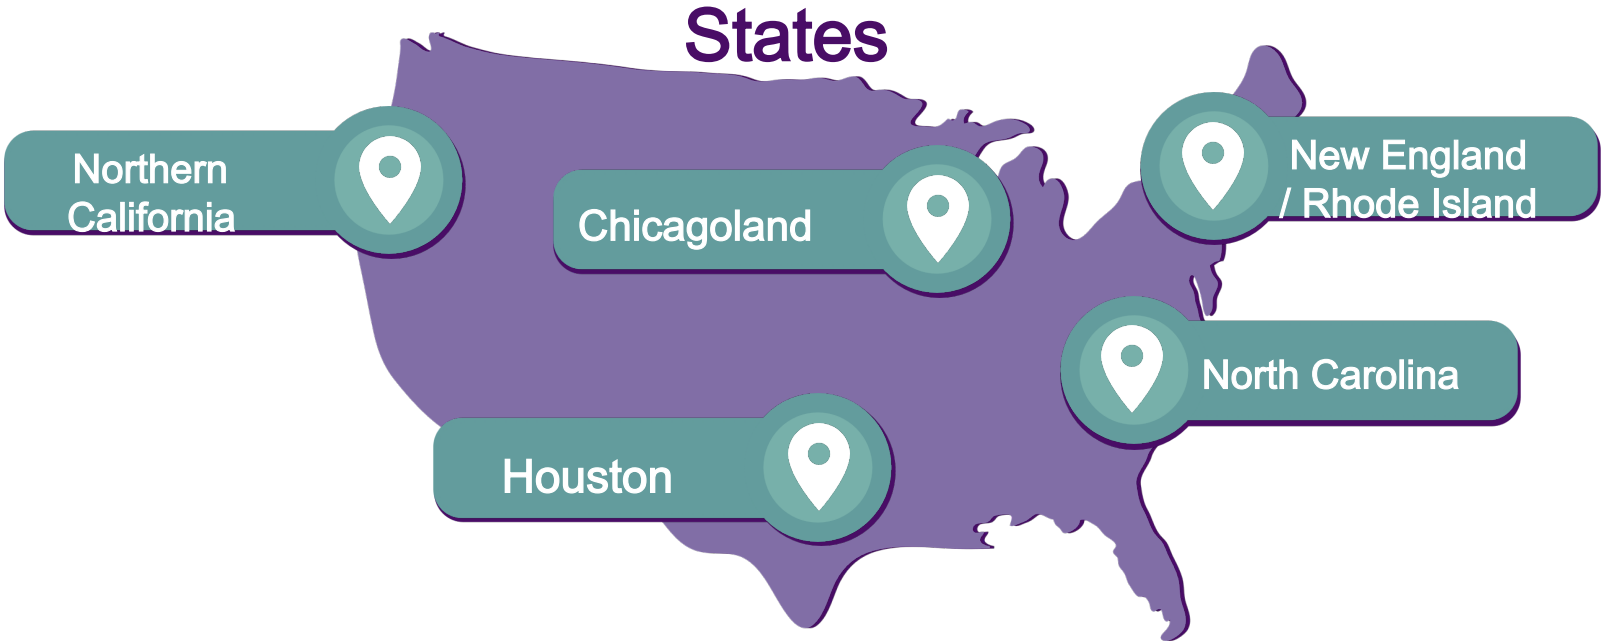 States
Northern
California
Chicagoland
New England
/ Rhode Island
North Carolina
Houston